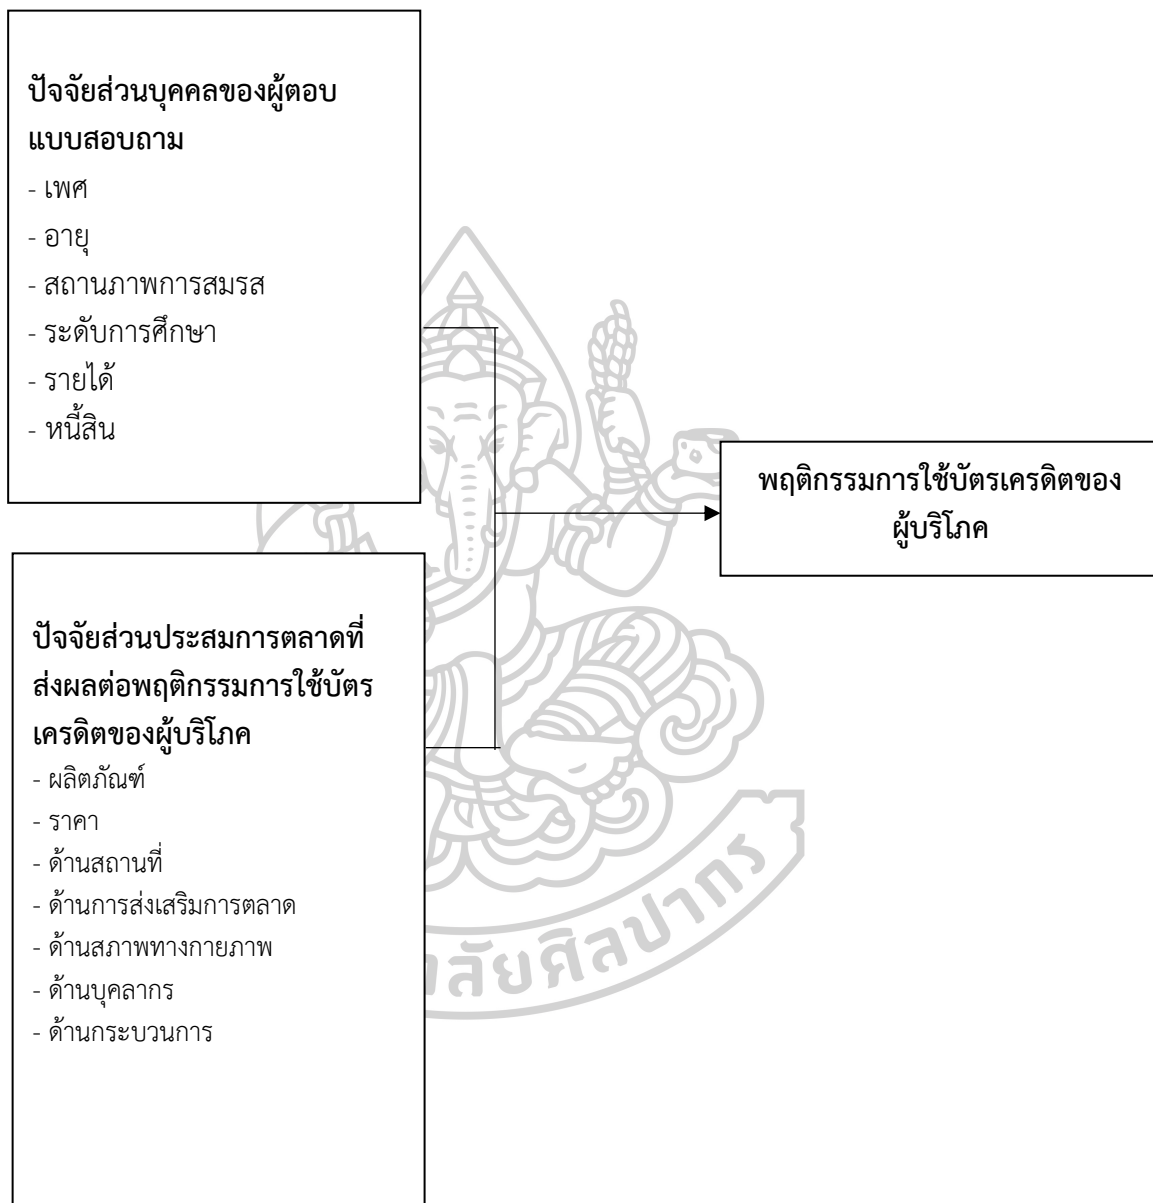 ปัจจัยส่วนบุคคลของผู้ตอบ
แบบสอบถาม
- เพศ
- อายุ
- สถานภาพการสมรส
- ระดับการศึกษา
- รายได้
- หนี้สิน
พฤติกรรมการใช้บัตรเครดิตของ
ผู้บริโภค
ปัจจัยส่วนประสมการตลาดที่
ส่งผลต่อพฤติกรรมการใช้บัตร
เครดิตของผู้บริโภค
- ผลิตภัณฑ์
- ราคา
- ด้านสถานที่
- ด้านการส่งเสริมการตลาด
- ด้านสภาพทางกายภาพ
- ด้านบุคลากร
- ด้านกระบวนการ
ลัยศิลปากร